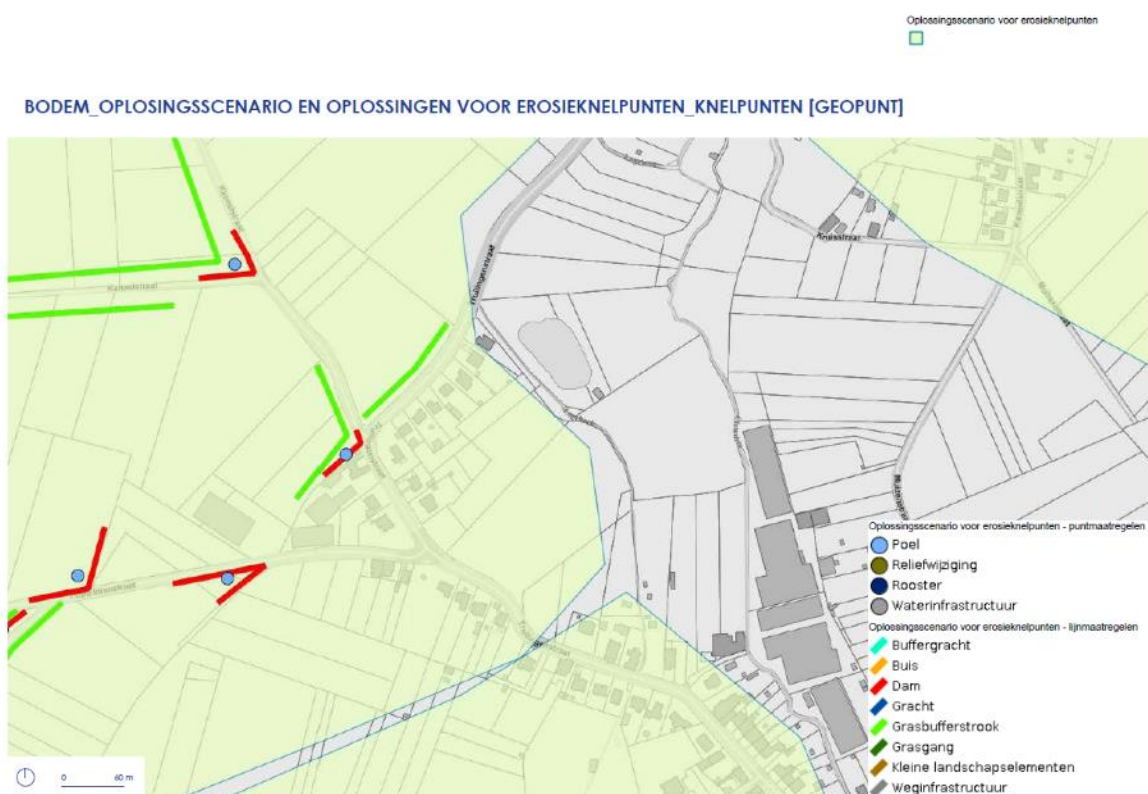 Oplossingsscenario voor erosieknelpunten
BODEM_OPLOSINGSSCENARIO EN OPLOSSINGEN VOOR EROSIEKNELPUNTEN_KNELPUNTEN [GEOPUNT]
Kruisstraat
Oplossingsscenario voor erosieknelpunten - puntmaatregelen
Poel
Reliefwijziging
Rooster
Waterinfrastructuur
Oplossingsscenario voor erosieknelpunten - lijnmaatregelen
Buffergracht
Buis
Dam
Gracht
Grasbufferstrook
Grasgang
Kleine landschapselementen
Weginfrastructuur
0 60 m